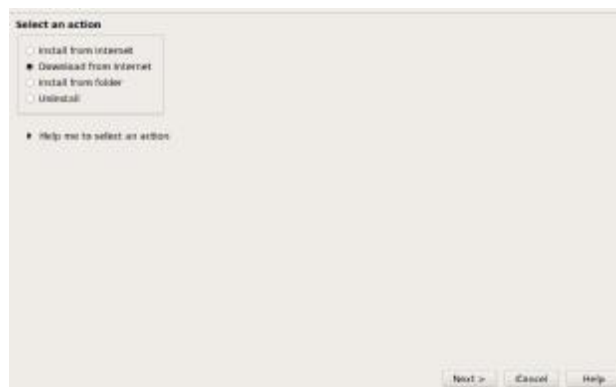 Select an action
Install from Internet
Download from Internet
Install from folder
Uninstall
Help me to select an action
Next >
Cancel
Help